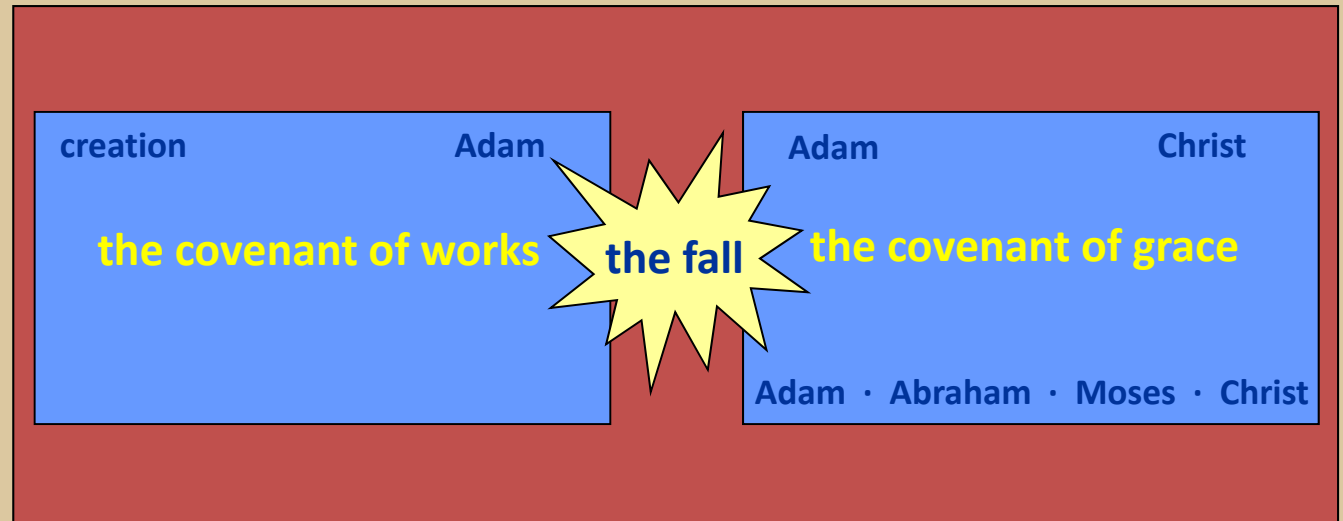 creation Adam
the covenant of works
the fall
Adam Christ
the covenant of grace
Adam · Abraham · Moses · Christ